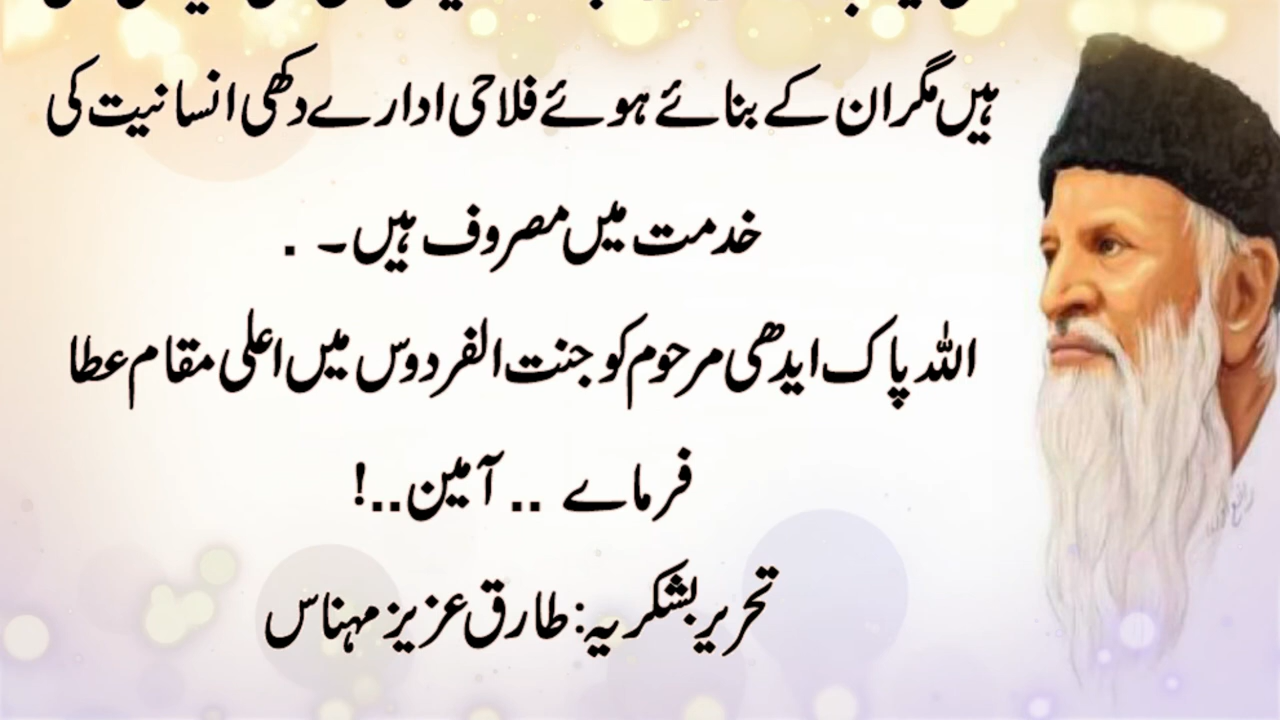 ہیں مگر ان کے بنائے ہوئے فلاحی ادارے دکھی انسانیت کی
خدمت میں مصروف ہیں ۔ .
اللہ پاک ایدھی مرحوم کو جنت الفردوس میں اعلی مقام عطا
فرماے .. آمین..!
تحریر بشکریہ: طارق عزیز مہناس